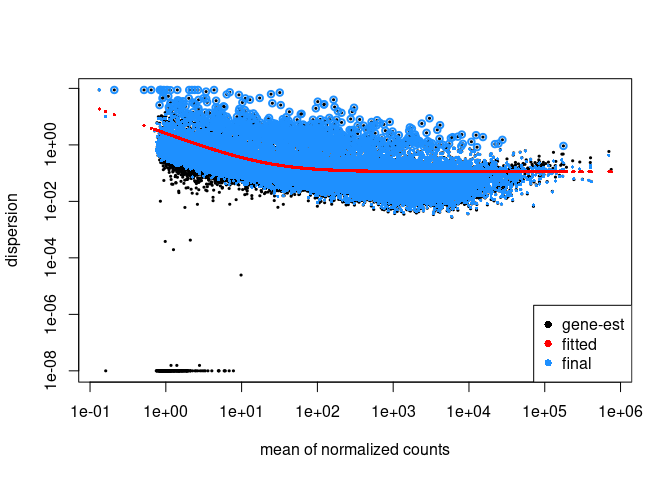 dispersion
1e+00
1e-02
1e-04
1e-06
1e-08
gene-est
fitted
final
1e-01 1e+00 1e+01 1e+02 1e+03 1e+04 1e+05 1e+06
mean of normalized counts